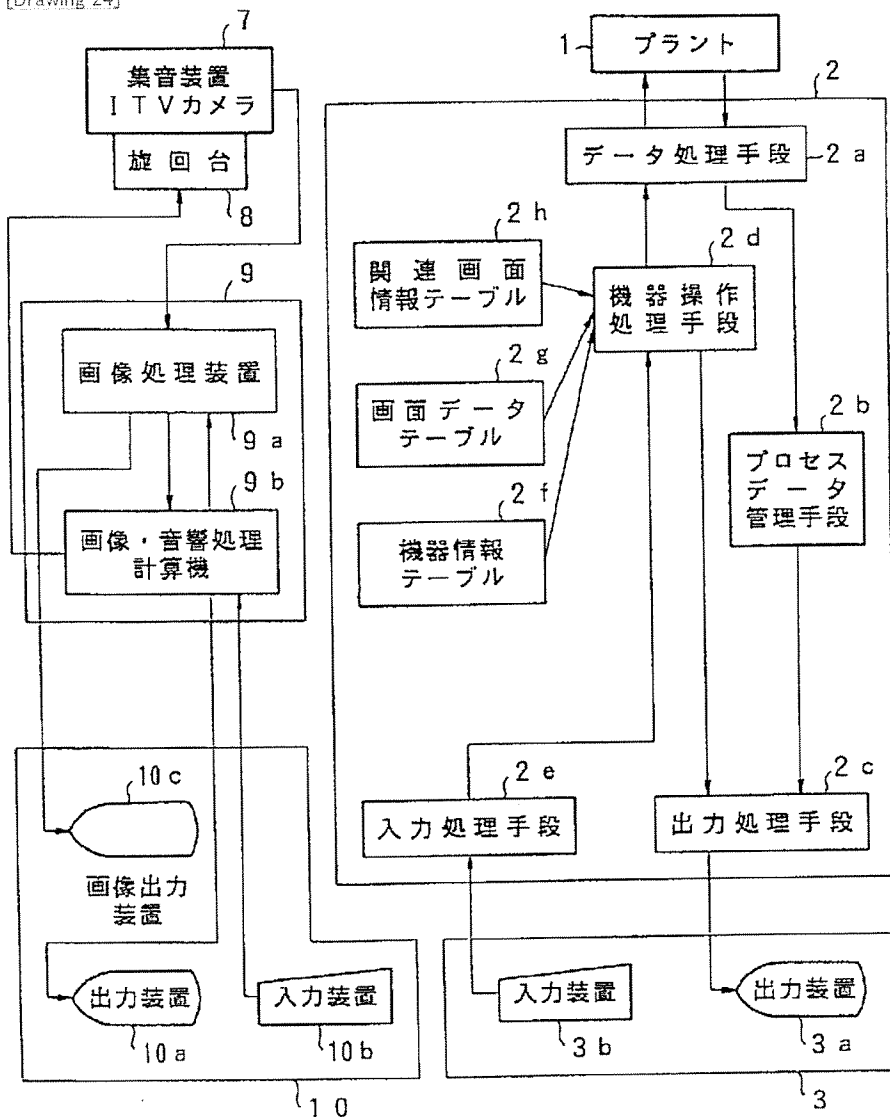 [Drawing 24]
7
集音装置
ITVカメラ
旋回台
8
9
画像処理装置
9a
9b
画像・音響処理
計算機
10c
画像出力
装置
出力装置
10a
入力装置
10b
10
1
プラント
2
データ処理手段
2a
2h
関連画面
情報テーブル
2d
機器操作
処理手段
2g
画面データ
テーブル
2b
プロセス
データ
管理手段
2f
機器情報
テーブル
2e
入力処理手段
2c
出力処理手段
入力装置
3b
出力装置
3a
3